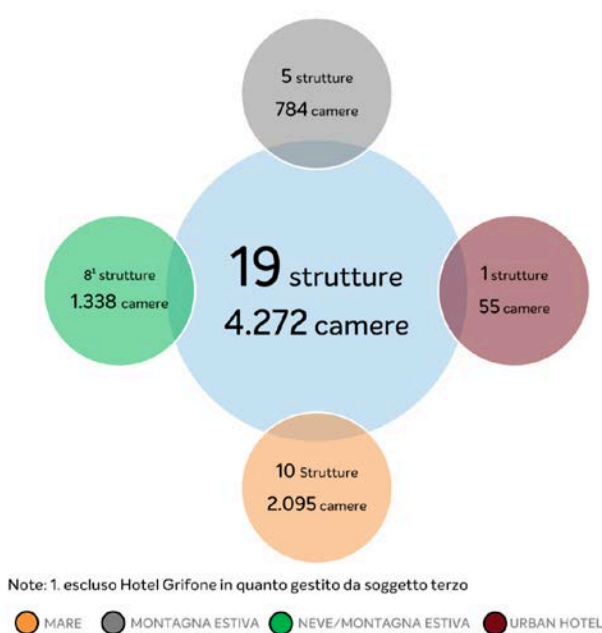 5 strutture
784 camere
19 strutture
4.272 camere
8¹ strutture
1.338 camere
1 strutture
55 camere
10 Strutture
2.095 camere
Note: 1. escluso Hotel Grifone in quanto gestito da soggetto terzo
MARE MONTAGNA ESTIVA NEVE/MONTAGNA ESTIVA URBAN HOTEL